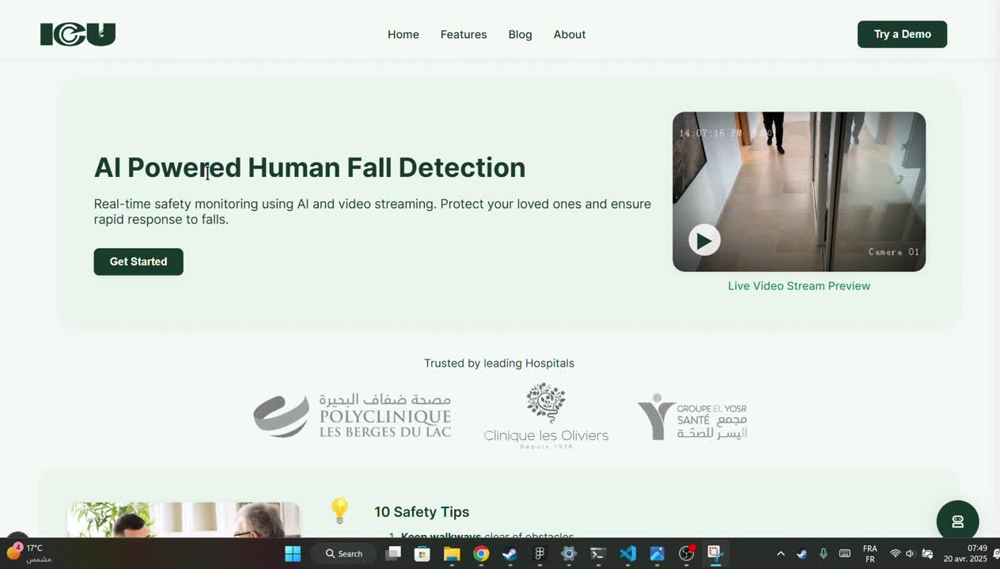 ICU
Home
Features
Blog
About
Try a Demo
AI Powered Human Fall Detection
Real-time safety monitoring using AI and video streaming. Protect your loved ones and ensure
rapid response to falls.
Get Started
14:07:16 PM
Camera 01
Live Video Stream Preview
Trusted by leading Hospitals
مصحة ضفاف البحيرة
POLYCLINIQUE
LES BERGES DU LAC
Clinique les Oliviers
Depuis 1976
GROUPE EL YOSR
SANTÉ مجمع
اليسر للصحّة
10 Safety Tips
1. Keep walkways clear of obstacles
4
17°C
مشمس
Search
FRA
FR
07:49
20 avr. 2025